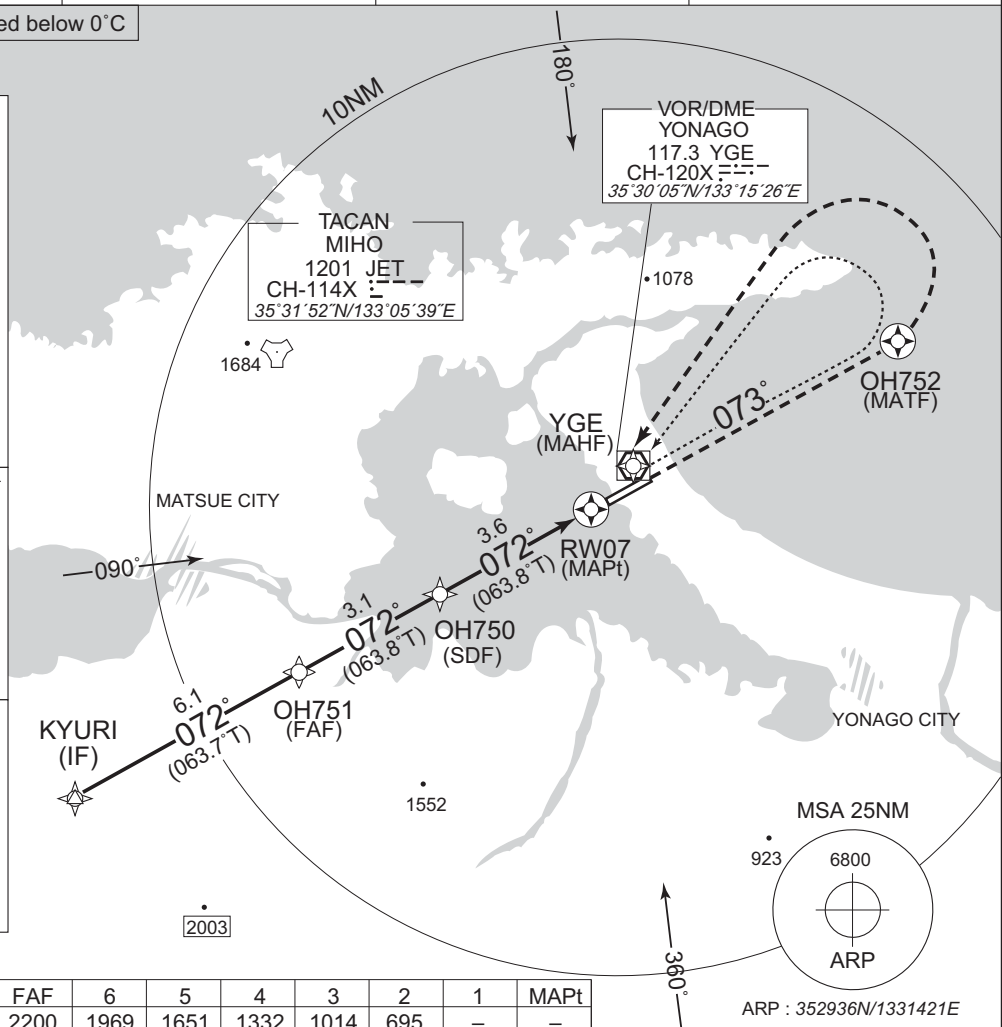 ed below 0˚C
10NM
180˚
VOR/DME
YONAGO
117.3 YGE
CH-120X
35˚30´05˝N/133˚15´26˝E
TACAN
MIHO
1201 JET
CH-114X
35˚31´52˝N/133˚05´39˝E
1078
1684
OH752
(MATF)
073˚
YGE
(MAHF)
MATSUE CITY
RW07
(MAPt)
3.6
072˚
(063.8˚T)
090˚
3.1
072˚
(063.8˚T)
OH750
(SDF)
6.1
072˚
(063.7˚T)
OH751
(FAF)
KYURI
(IF)
YONAGO CITY
1552
MSA 25NM
923
6800
2003
ARP
360˚
FAF 6 5 4 3 2 1 MAPt
2200 1969 1651 1332 1014 695 – –
ARP : 352936N/1331421E